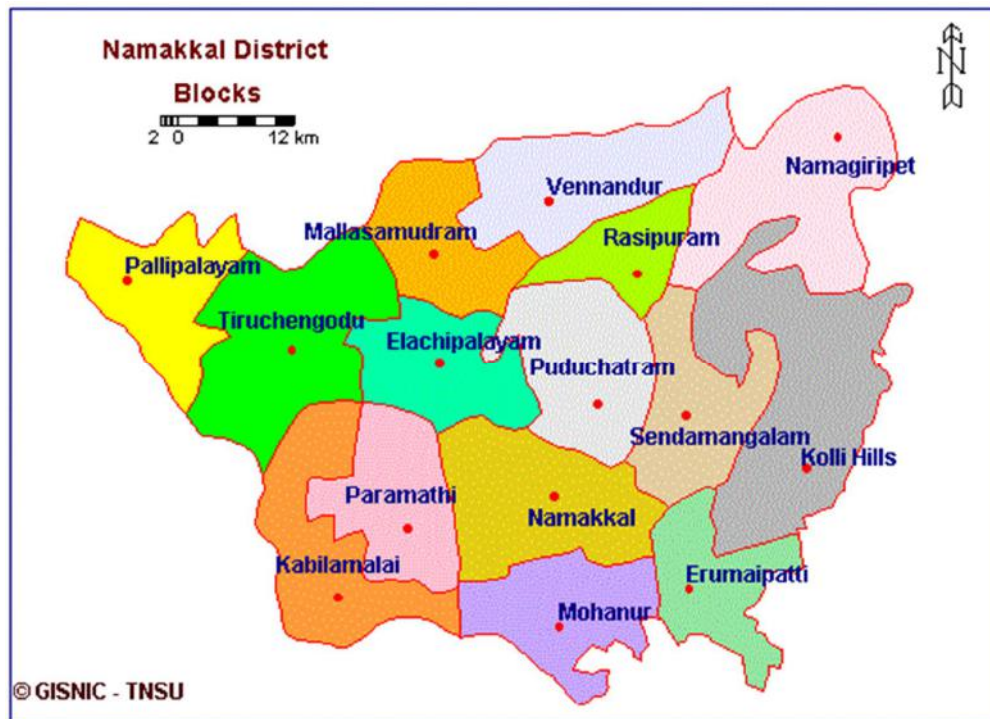 Namakkal District
Blocks
N
2 0 12 km
Namagiripet
Vennandur
Mallasamudram
Rasipuram
Pallipalayam
Tiruchengodu
Elachipalayam
Puduchatram
Sendamangalam
Kolli Hills
Paramathi
Namakkal
Kabilamalai
Erumaipatti
Mohanur
© GISNIC - TNSU